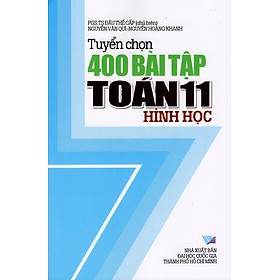 PGS.TS ĐẬU THẾ CẤP (chủ biên)
NGUYỄN VĂN QUÍ-NGUYỄN HOÀNG KHANH
Tuyển chọn
400 BÀI TẬP
TOÁN 11
HÌNH HỌC
NHÀ XUẤT BẢN
ĐẠI HỌC QUỐC GIA
THÀNH PHỐ HỒ CHÍ MINH